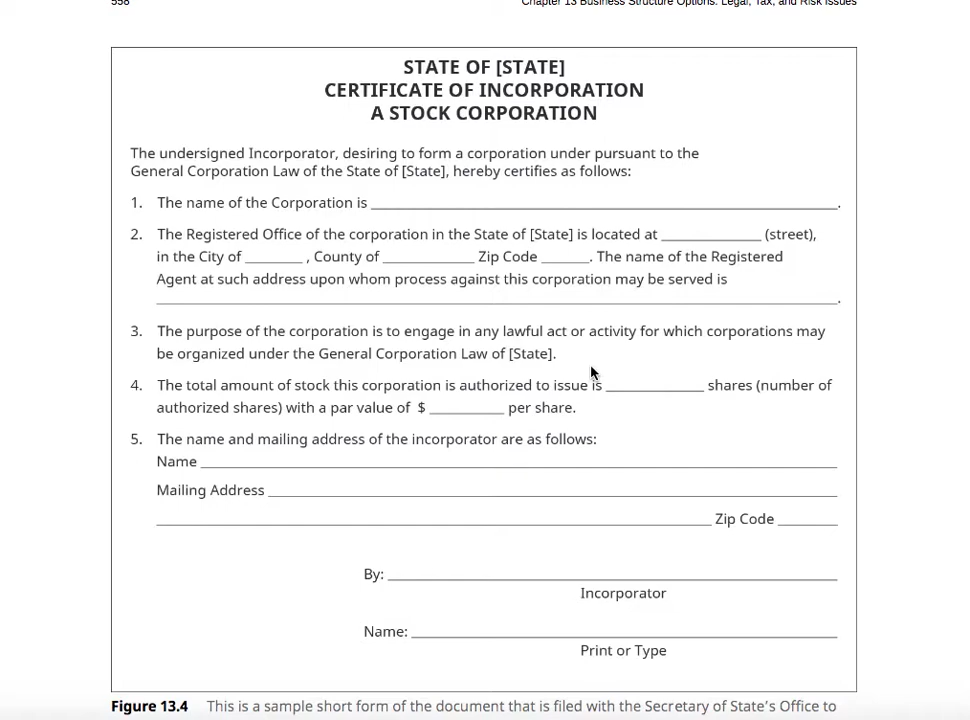 558 Chapter 13 Business Structure Options: Legal, Tax, and Risk Issues
STATE OF [STATE]
CERTIFICATE OF INCORPORATION
A STOCK CORPORATION
The undersigned Incorporator, desiring to form a corporation under pursuant to the
General Corporation Law of the State of [State], hereby certifies as follows:
1. The name of the Corporation is ____________________.
2. The Registered Office of the corporation in the State of [State] is located at _____________ (street),
in the City of _______ , County of ____________ Zip Code ______. The name of the Registered
Agent at such address upon whom process against this corporation may be served is
____________________.
3. The purpose of the corporation is to engage in any lawful act or activity for which corporations may
be organized under the General Corporation Law of [State].
4. The total amount of stock this corporation is authorized to issue is _____________ shares (number of
authorized shares) with a par value of $ __________ per share.
5. The name and mailing address of the incorporator are as follows:
Name ____________________
Mailing Address ____________________
____________________ Zip Code ________
By: ____________________
Incorporator
Name: ____________________
Print or Type
Figure 13.4 This is a sample short form of the document that is filed with the Secretary of State's Office to